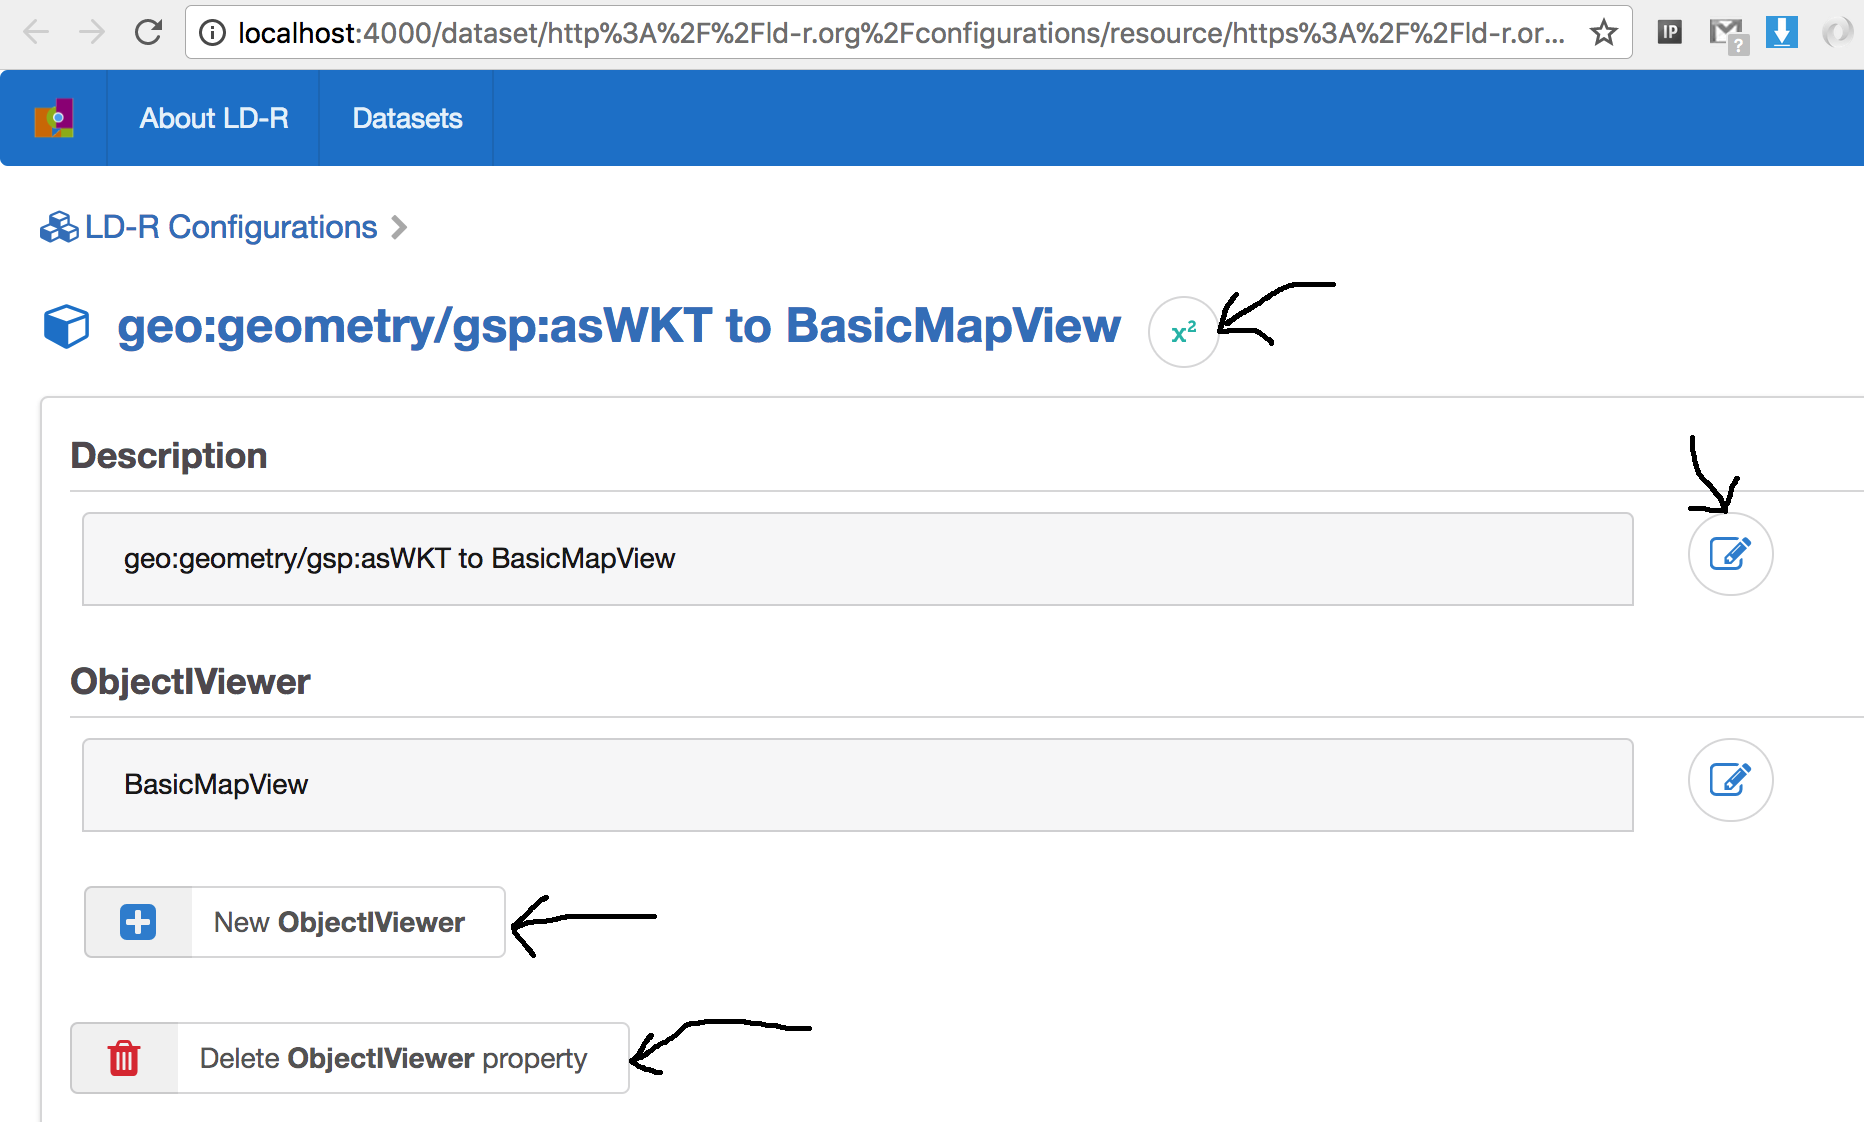 localhost:4000/dataset/http%3A%2F%2Fld-r.org%2Fconfigurations/resource/https%3A%2F%2Fld-r.or...
IP
?
About LD-R
Datasets
LD-R Configurations
geo:geometry/gsp:asWKT to BasicMapView
x²
Description
geo:geometry/gsp:asWKT to BasicMapView
ObjectIViewer
BasicMapView
New ObjectIViewer
Delete ObjectIViewer property